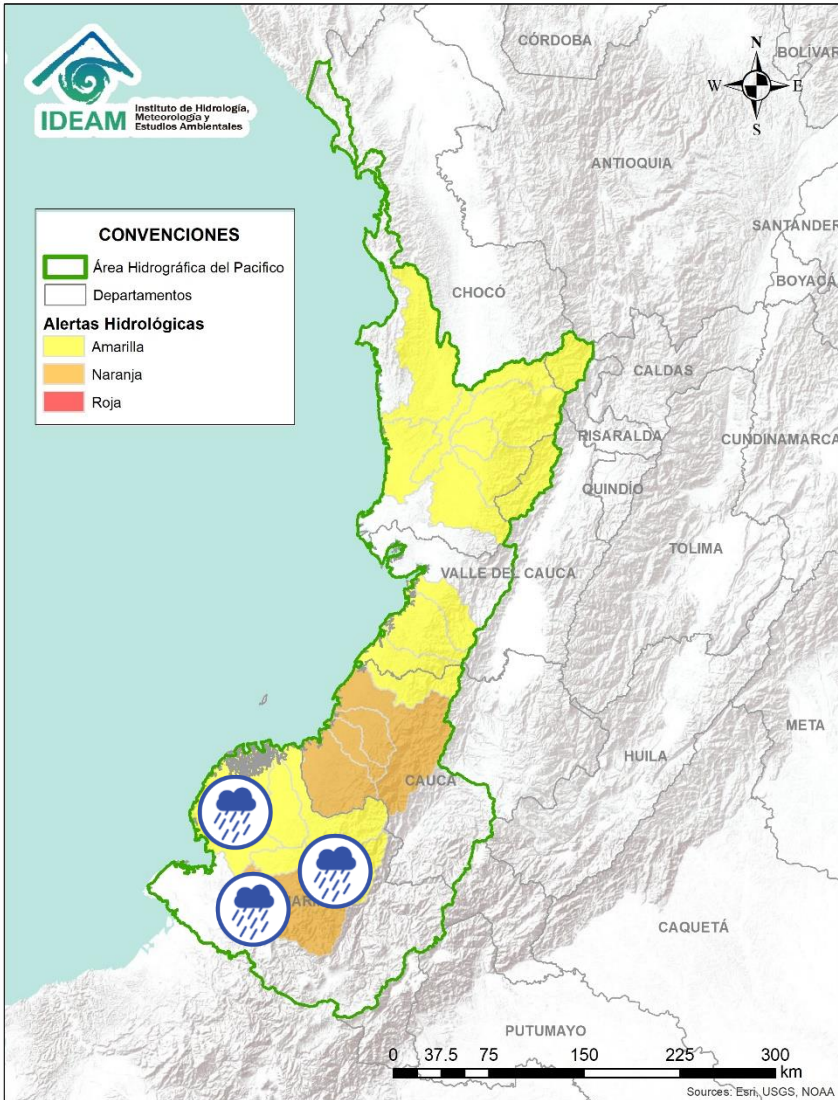 IDEAM
Instituto de Hidrología,
Meteorología y
Estudios Ambientales
N
W
E
S
CÓRDOBA
BOLÍVAR
ANTIOQUIA
SANTANDER
BOYACÁ
CHOCÓ
CONVENCIONES
Área Hidrográfica del Pacifico
Departamentos
Alertas Hidrológicas
Amarilla
Naranja
Roja
CALDAS
RISARALDA
CUNDINAMARCA
QUINDÍO
TOLIMA
VALLE DEL CAUCA
META
HUILA
CAUCA
CAQUETÁ
PUTUMAYO
0 37.5 75 150 225 300
km
Sources: Esri, USGS, NOAA